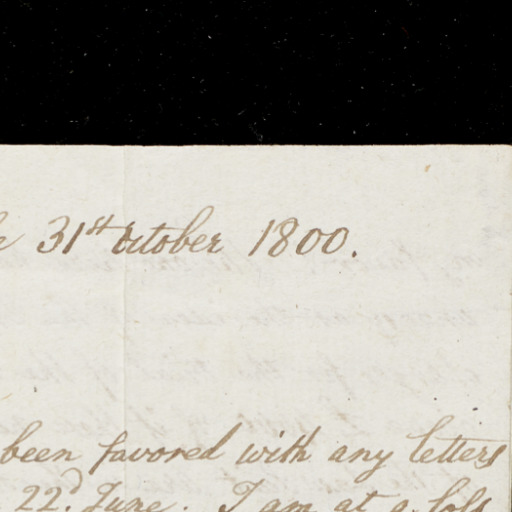 31st October 1800.
been favored with any letters
22d. June. I am at a loss